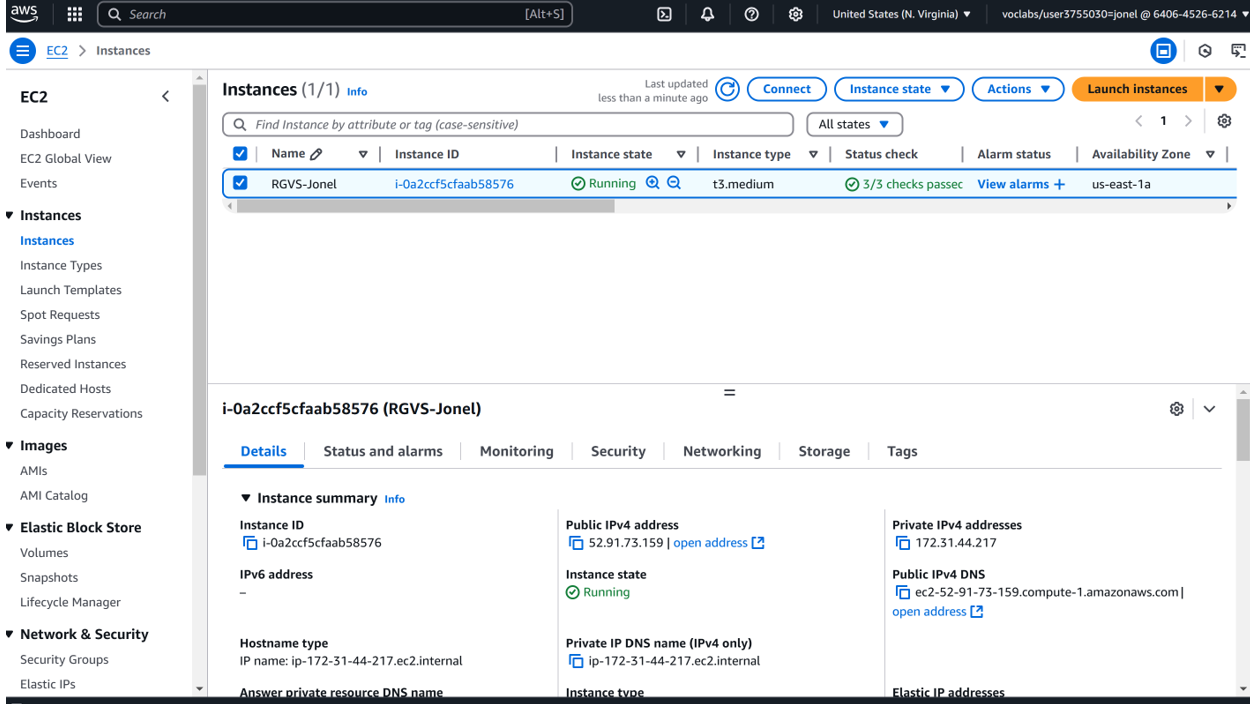 aws Search [Alt+S] United States (N. Virginia) voclabs/user3755030=jonel @ 6406-4526-6214
EC2 > Instances
EC2
Dashboard
EC2 Global View
Events
Instances
Instances
Instance Types
Launch Templates
Spot Requests
Savings Plans
Reserved Instances
Dedicated Hosts
Capacity Reservations
Images
AMIs
AMI Catalog
Elastic Block Store
Volumes
Snapshots
Lifecycle Manager
Network & Security
Security Groups
Elastic IPs
Instances (1/1) Info
Last updated
less than a minute ago
Connect Instance state Actions Launch instances
Find Instance by attribute or tag (case-sensitive) All states 1
Name Instance ID Instance state Instance type Status check Alarm status Availability Zone
RGVS-Jonel i-0a2ccf5cfaab58576 Running t3.medium 3/3 checks passec View alarms + us-east-1a
i-0a2ccf5cfaab58576 (RGVS-Jonel)
Details Status and alarms Monitoring Security Networking Storage Tags
Instance summary Info
Instance ID
i-0a2ccf5cfaab58576
Public IPv4 address
52.91.73.159 | open address
Private IPv4 addresses
172.31.44.217
IPv6 address
–
Instance state
Running
Public IPv4 DNS
ec2-52-91-73-159.compute-1.amazonaws.com |
open address
Hostname type
IP name: ip-172-31-44-217.ec2.internal
Private IP DNS name (IPv4 only)
ip-172-31-44-217.ec2.internal
Answer private resource DNS name
Instance type
Elastic IP addresses